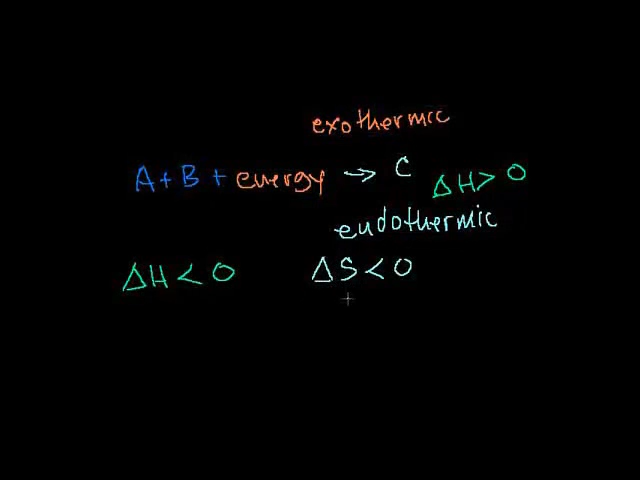 exothermic
A + B + energy → C ΔH > 0
endothermic
ΔH < 0 ΔS < 0